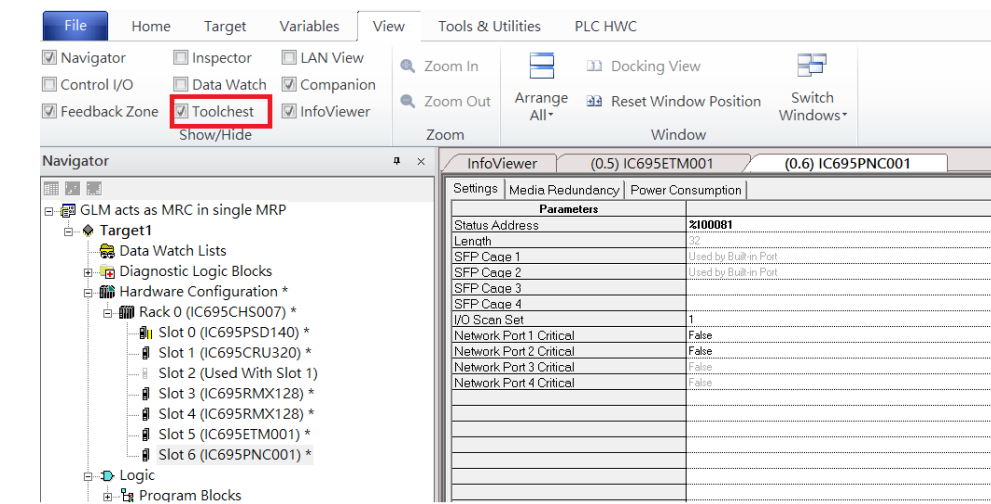 File Home Target Variables View Tools & Utilities PLC HWC
Navigator Inspector LAN View
Control I/O Data Watch Companion
Feedback Zone Toolchest InfoViewer
Show/Hide
Zoom In
Zoom Out
Zoom
Arrange
All
Docking View
Reset Window Position
Switch
Windows
Window
Navigator
GLM acts as MRC in single MRP
Target1
Data Watch Lists
Diagnostic Logic Blocks
Hardware Configuration *
Rack 0 (IC695CHS007) *
Slot 0 (IC695PSD140) *
Slot 1 (IC695CRU320) *
Slot 2 (Used With Slot 1)
Slot 3 (IC695RMX128) *
Slot 4 (IC695RMX128) *
Slot 5 (IC695ETM001) *
Slot 6 (IC695PNC001) *
Logic
Program Blocks
InfoViewer (0.5) IC695ETM001 (0.6) IC695PNC001
Settings Media Redundancy Power Consumption
Parameters
Status Address %I00081
Length 32
SFP Cage 1 Used by Built-in Port
SFP Cage 2 Used by Built-in Port
SFP Cage 3
SFP Cage 4
I/O Scan Set 1
Network Port 1 Critical False
Network Port 2 Critical False
Network Port 3 Critical False
Network Port 4 Critical False